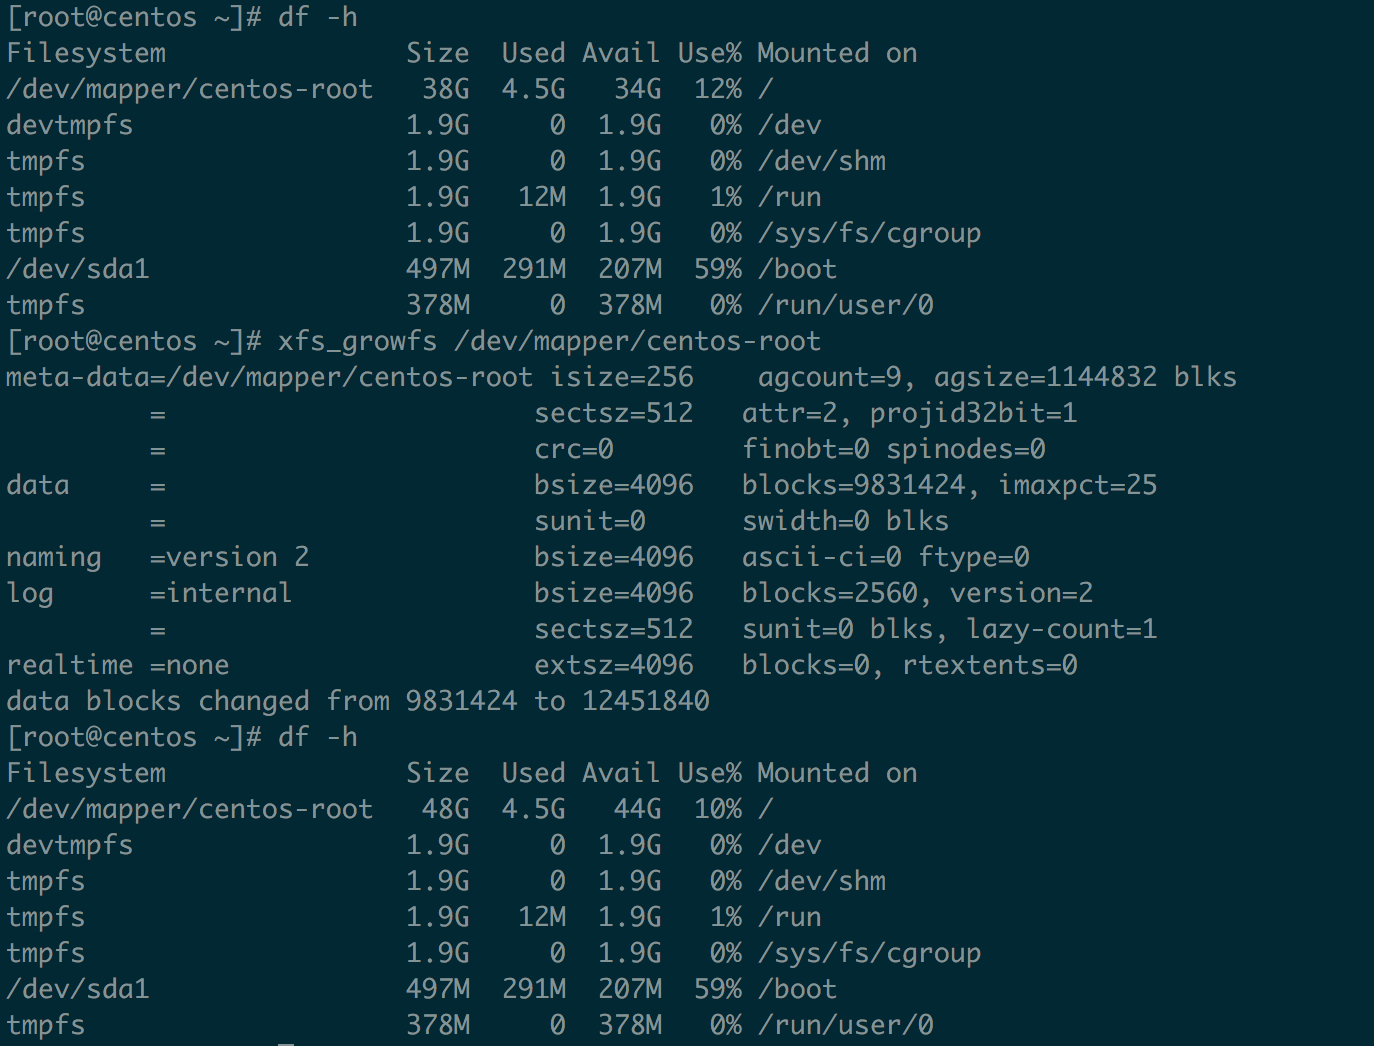 [root@centos ~]# df -h
Filesystem               Size  Used Avail Use% Mounted on
/dev/mapper/centos-root   38G  4.5G   34G  12% /
devtmpfs                 1.9G     0  1.9G   0% /dev
tmpfs                    1.9G     0  1.9G   0% /dev/shm
tmpfs                    1.9G   12M  1.9G   1% /run
tmpfs                    1.9G     0  1.9G   0% /sys/fs/cgroup
/dev/sda1                497M  291M  207M  59% /boot
tmpfs                    378M     0  378M   0% /run/user/0
[root@centos ~]# xfs_growfs /dev/mapper/centos-root
meta-data=/dev/mapper/centos-root isize=256    agcount=9, agsize=1144832 blks
         =                       sectsz=512   attr=2, projid32bit=1
         =                       crc=0        finobt=0 spinodes=0
data     =                       bsize=4096   blocks=9831424, imaxpct=25
         =                       sunit=0      swidth=0 blks
naming   =version 2              bsize=4096   ascii-ci=0 ftype=0
log      =internal               bsize=4096   blocks=2560, version=2
         =                       sectsz=512   sunit=0 blks, lazy-count=1
realtime =none                   extsz=4096   blocks=0, rtextents=0
data blocks changed from 9831424 to 12451840
[root@centos ~]# df -h
Filesystem               Size  Used Avail Use% Mounted on
/dev/mapper/centos-root   48G  4.5G   44G  10% /
devtmpfs                 1.9G     0  1.9G   0% /dev
tmpfs                    1.9G     0  1.9G   0% /dev/shm
tmpfs                    1.9G   12M  1.9G   1% /run
tmpfs                    1.9G     0  1.9G   0% /sys/fs/cgroup
/dev/sda1                497M  291M  207M  59% /boot
tmpfs                    378M     0  378M   0% /run/user/0